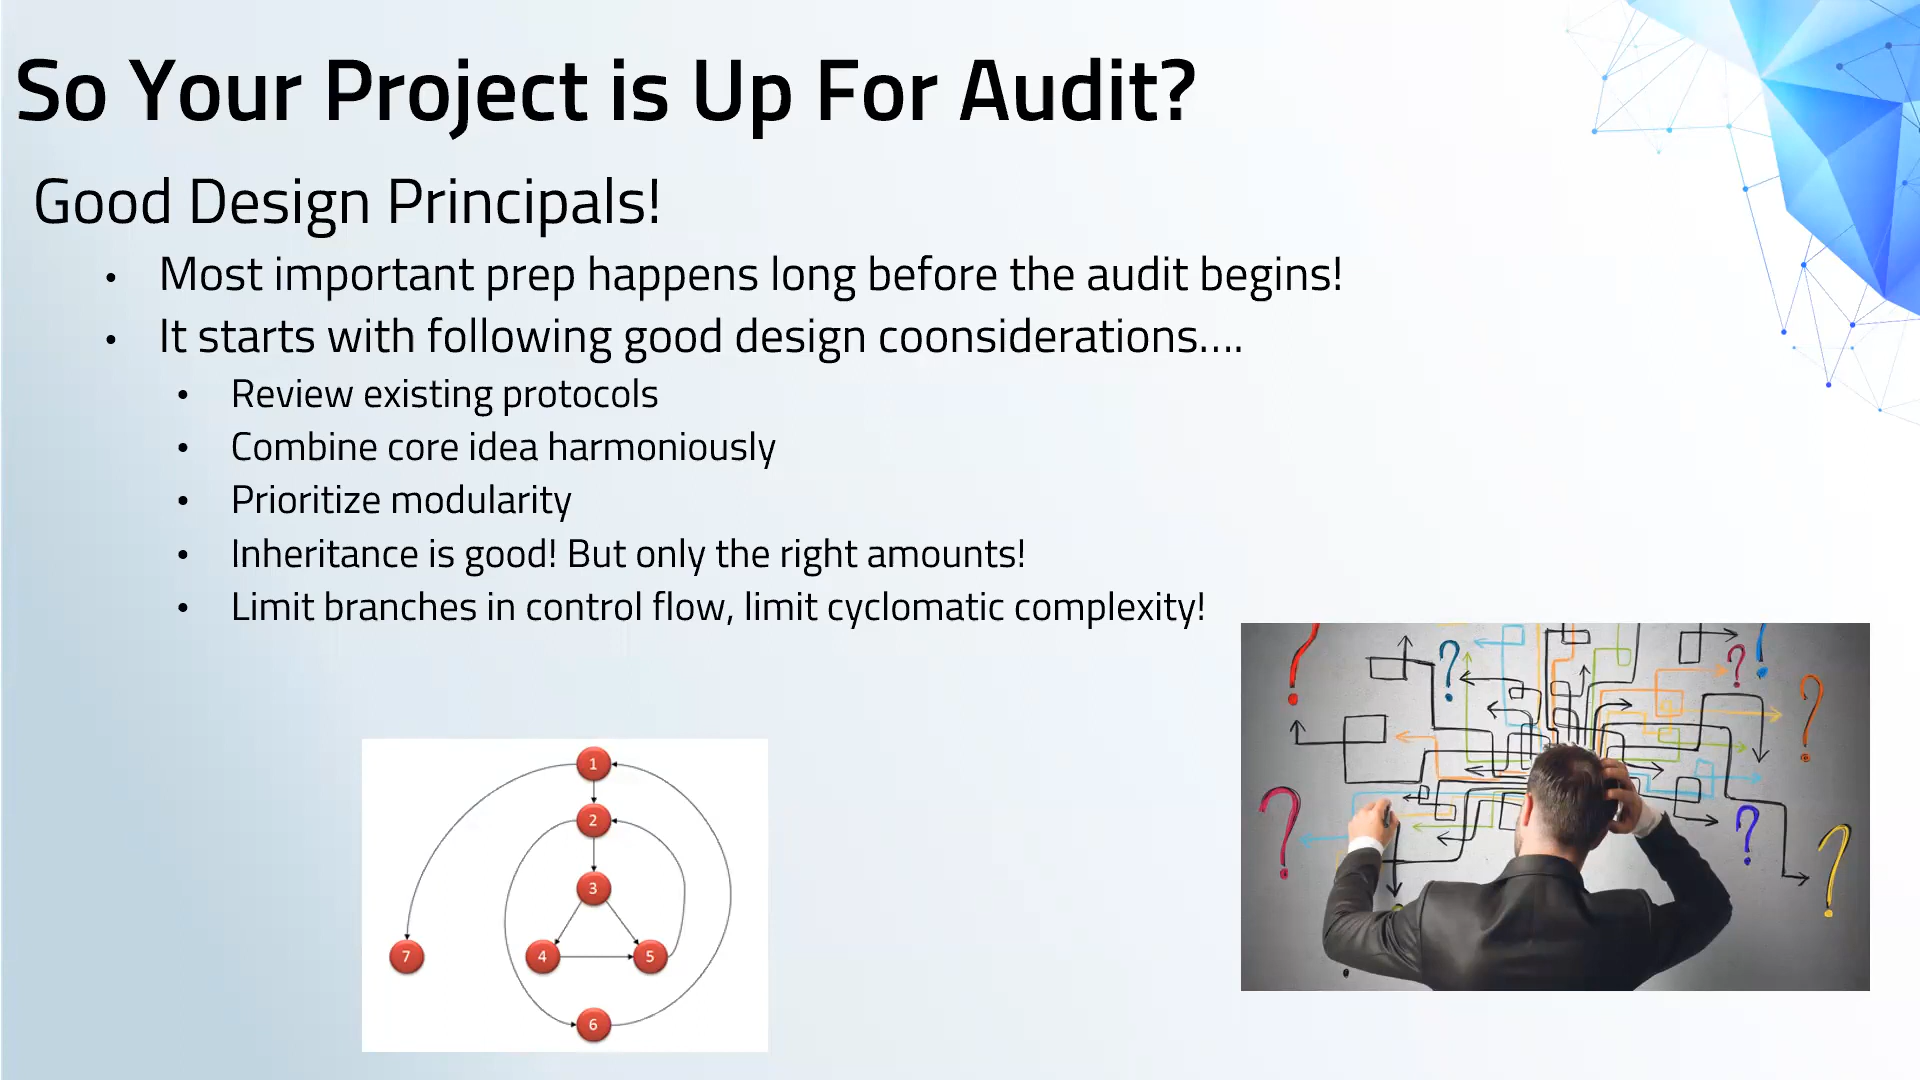 So Your Project is Up For Audit?
Good Design Principals!
• Most important prep happens long before the audit begins!
• It starts with following good design coonsiderations....
• Review existing protocols
• Combine core idea harmoniously
• Prioritize modularity
• Inheritance is good! But only the right amounts!
• Limit branches in control flow, limit cyclomatic complexity!
1
2
3
7
4
5
6
? ? ? ? ? ? ? ?